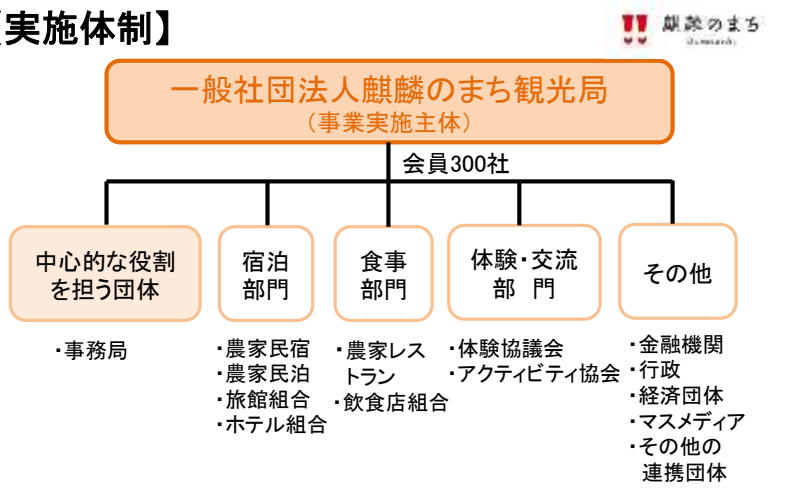 【実施体制】
麒麟のまち
一般社団法人麒麟のまち観光局
（事業実施主体）
会員300社
中心的な役割
を担う団体
宿泊
部門
食事
部門
体験・交流
部　門
その他
・事務局
・農家民宿
・農家民泊
・旅館組合
・ホテル組合
・農家レス
トラン
・飲食店組合
・体験協議会
・アクティビティ協会
・金融機関
・行政
・経済団体
・マスメディア
・その他の
連携団体